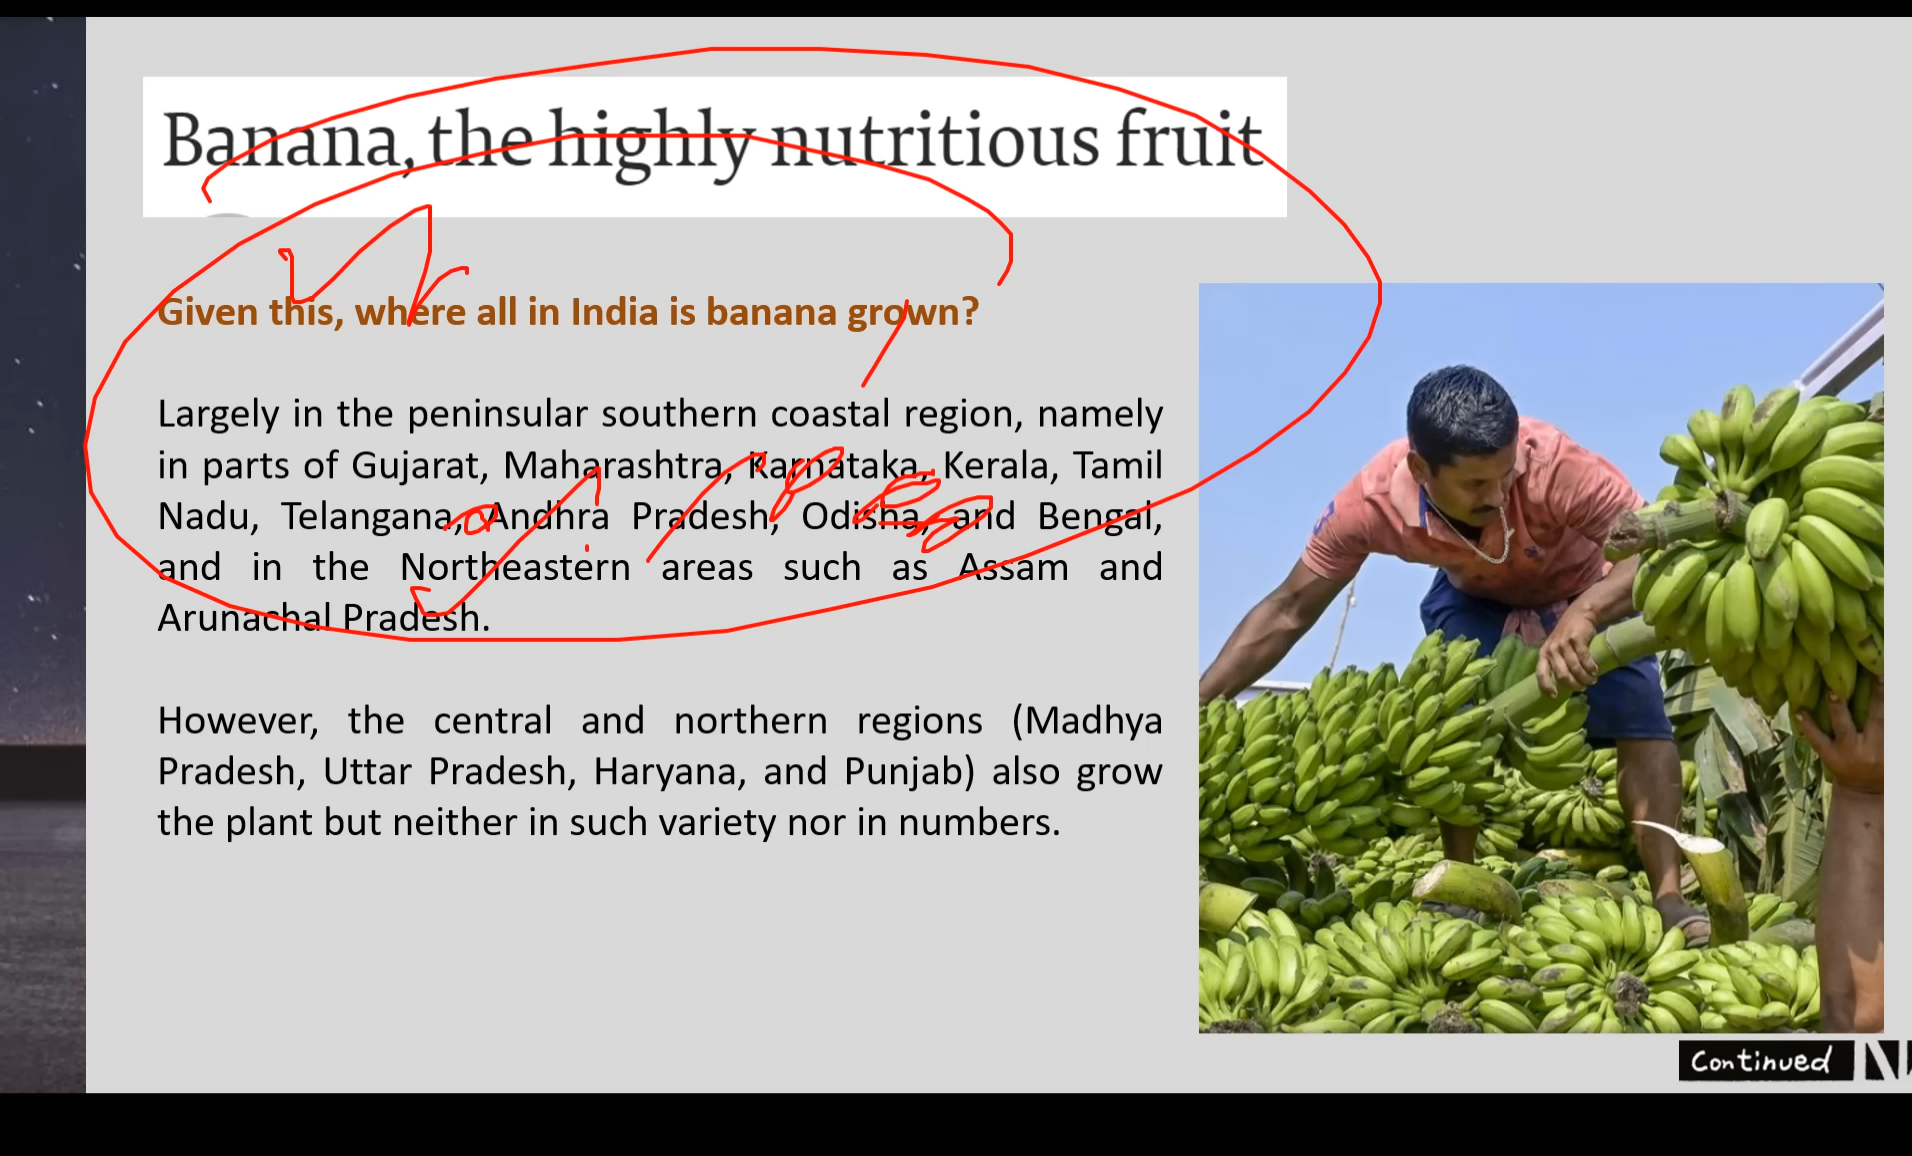 Banana, the highly nutritious fruit
Given this, where all in India is banana grown?
Largely in the peninsular southern coastal region, namely
in parts of Gujarat, Maharashtra, Karnataka, Kerala, Tamil
Nadu, Telangana, Andhra Pradesh, Odisha, and Bengal,
and in the Northeastern areas such as Assam and
Arunachal Pradesh.
However, the central and northern regions (Madhya
Pradesh, Uttar Pradesh, Haryana, and Punjab) also grow
the plant but neither in such variety nor in numbers.
Continued